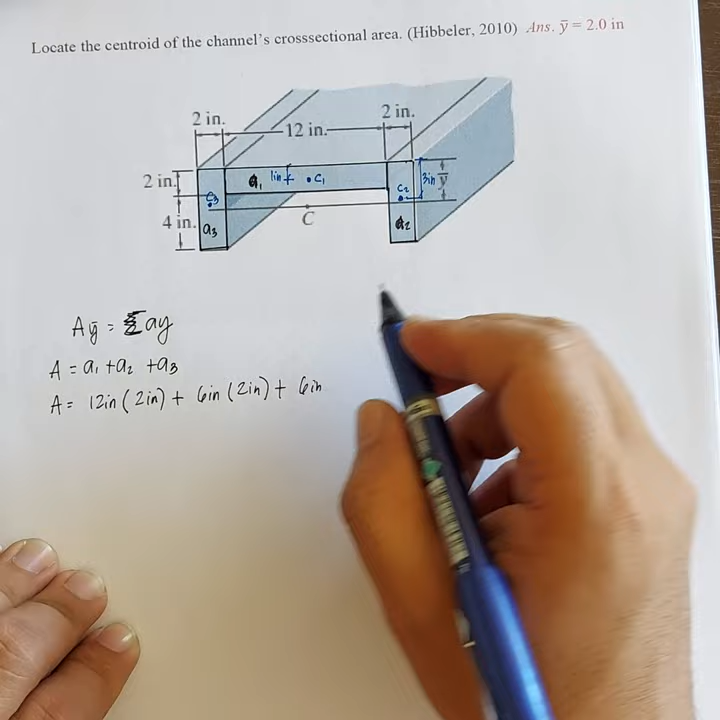 Locate the centroid of the channel's crosssectional area. (Hibbeler, 2010) Ans. ȳ = 2.0 in
2 in.
12 in.
2 in.
2 in.
a₁ 1in •C₁
C₃
C₂
3in ȳ
4 in.
a₃
C
a₂
Aȳ = Σay
A = a₁ + a₂ + a₃
A = 12in (2in) + 6in (2in) + 6in